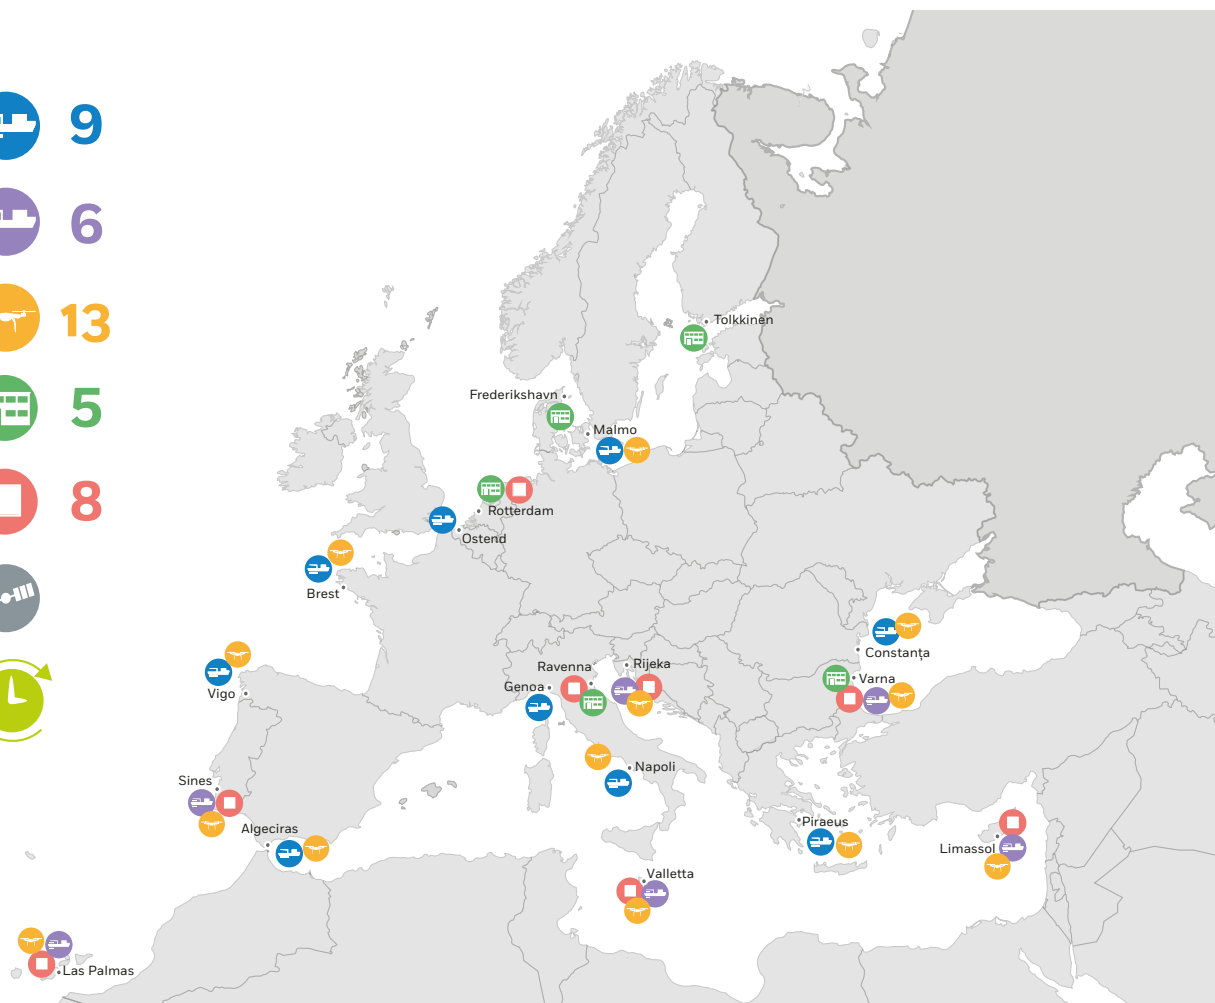 9
6
13
5
8
Tolkkinen
Frederikshavn
Malmo
Rotterdam
Ostend
Brest
Constanța
Ravenna
Rijeka
Varna
Genoa
Vigo
Napoli
Sines
Piraeus
Algeciras
Limassol
Valletta
Las Palmas